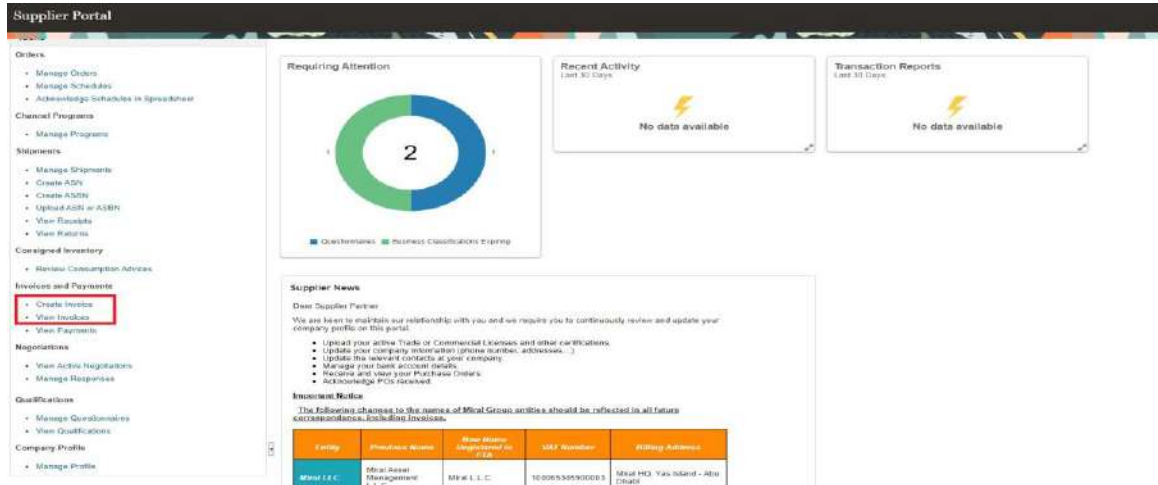 Supplier Portal
Orders
Manage Orders
Manage Schedules
Acknowledge Schedules in Spreadsheet
Channel Programs
Manage Programs
Shipments
Manage Shipments
Create ASN
Create ASBN
Upload ASN or ASBN
View Receipts
View Returns
Consigned Inventory
Review Consumption Advices
Invoices and Payments
Create Invoice
View Invoices
View Payments
Negotiations
View Active Negotiations
Manage Responses
Qualifications
Manage Questionnaires
View Qualifications
Company Profile
Manage Profile
Requiring Attention
2
Questionnaires Business Classifications Expiring
Recent Activity
Last 30 Days
No data available
Transaction Reports
Last 30 Days
No data available
Supplier News
Dear Supplier Partner
We are keen to maintain our relationship with you and we require you to continuously review and update your
company profile on this portal.
Upload your active Trade or Commercial Licenses and other certifications.
Update your company information (phone number, addresses, ...)
Update the relevant contacts at your company.
Manage your bank account details.
Receive and view your Purchase Orders.
Acknowledge POs received.
Important Notice
The following changes to the names of Miral Group entities should be reflected in all future
correspondence, including invoices.
Entity Previous Name New Name Registered in FTA VAT Number Billing Address
Miral LLC Miral Asset Management Miral L.L.C Miral HQ, Yas Island - Abu Dhabi